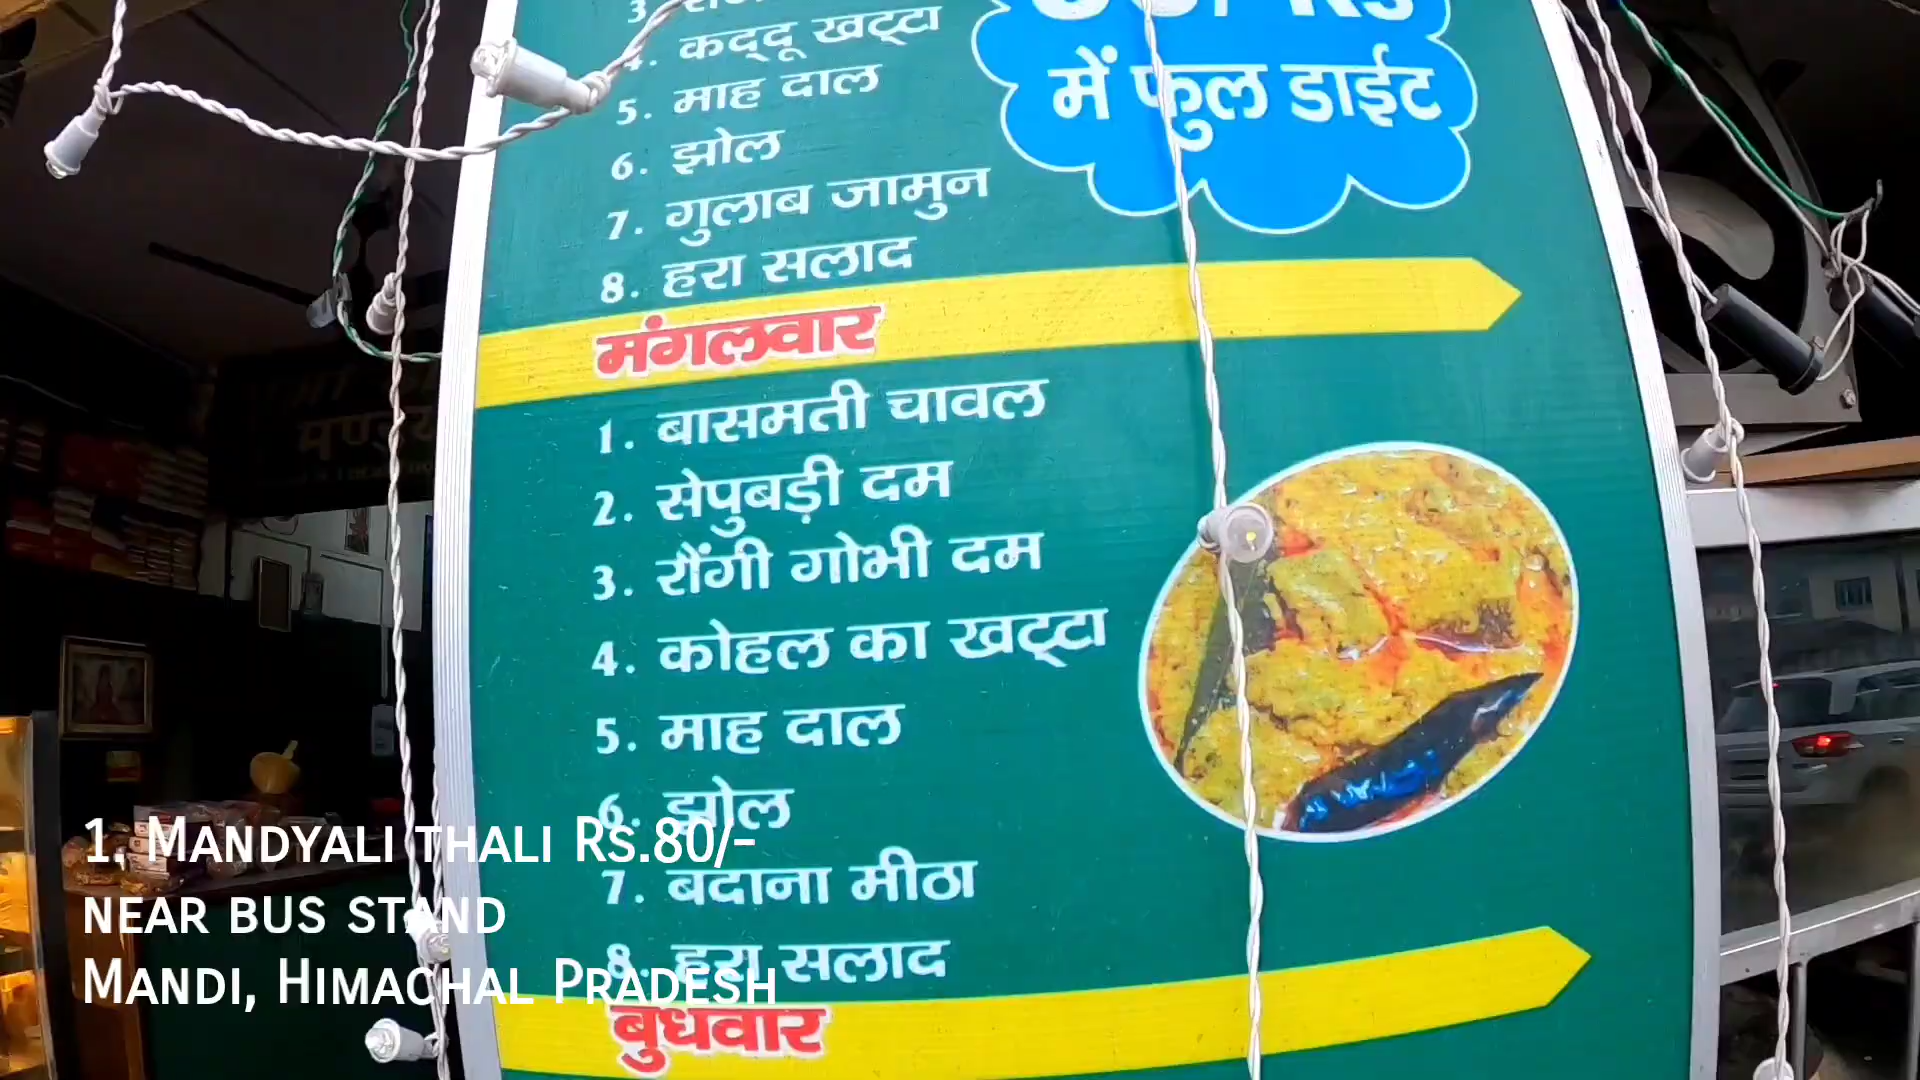 4. कद्दू खट्टा
5. माह दाल
6. झोल
7. गुलाब जामुन
8. हरा सलाद
Rs
में फुल डाईट
मंगलवार
1. बासमती चावल
2. सेपुबड़ी दम
3. रौंगी गोभी दम
4. कोहल का खट्टा
5. माह दाल
6. झोल
7. बदाना मीठा
8. हरा सलाद
बुधवार
1. Mandyali thali Rs.80/-
near bus stand
Mandi, Himachal Pradesh